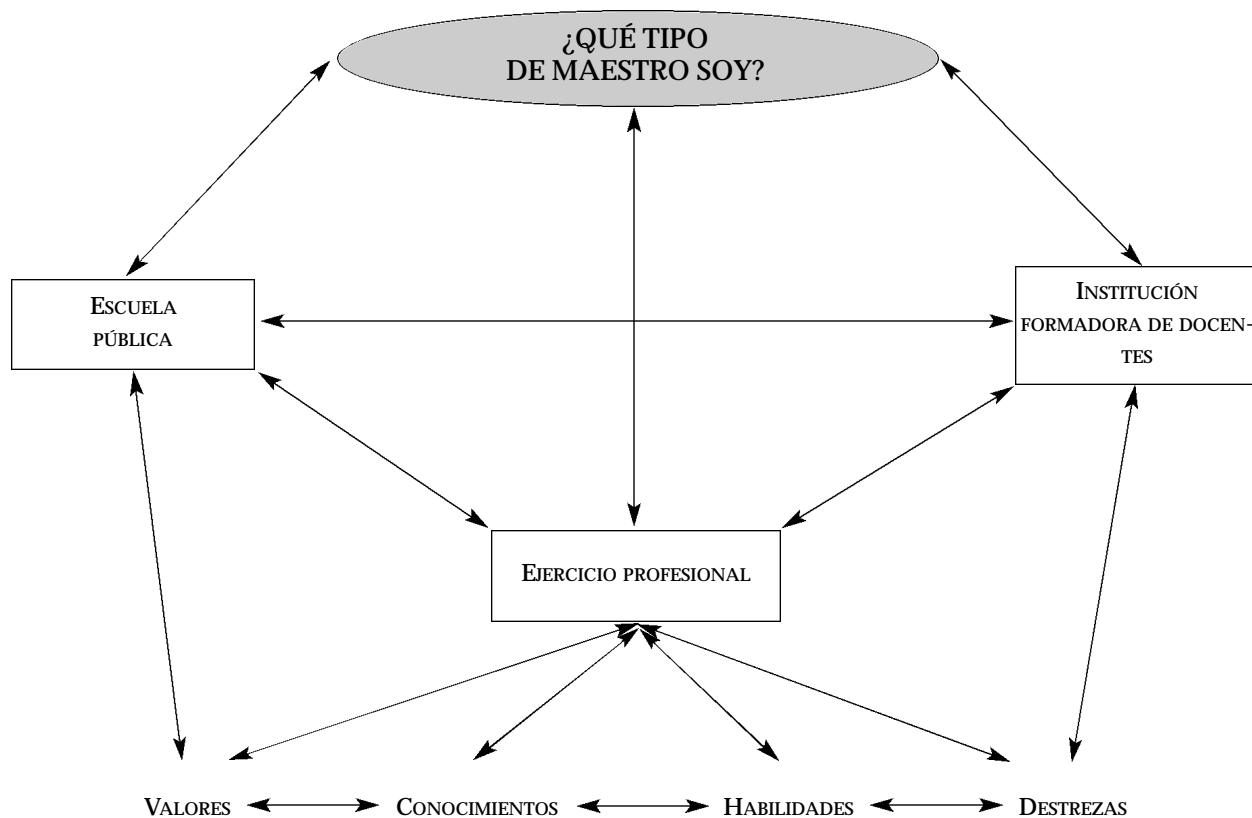 ¿QUÉ TIPO
DE MAESTRO SOY?
ESCUELA
PÚBLICA
INSTITUCIÓN
FORMADORA DE DOCEN-
TES
EJERCICIO PROFESIONAL
VALORES
CONOCIMIENTOS
HABILIDADES
DESTREZAS